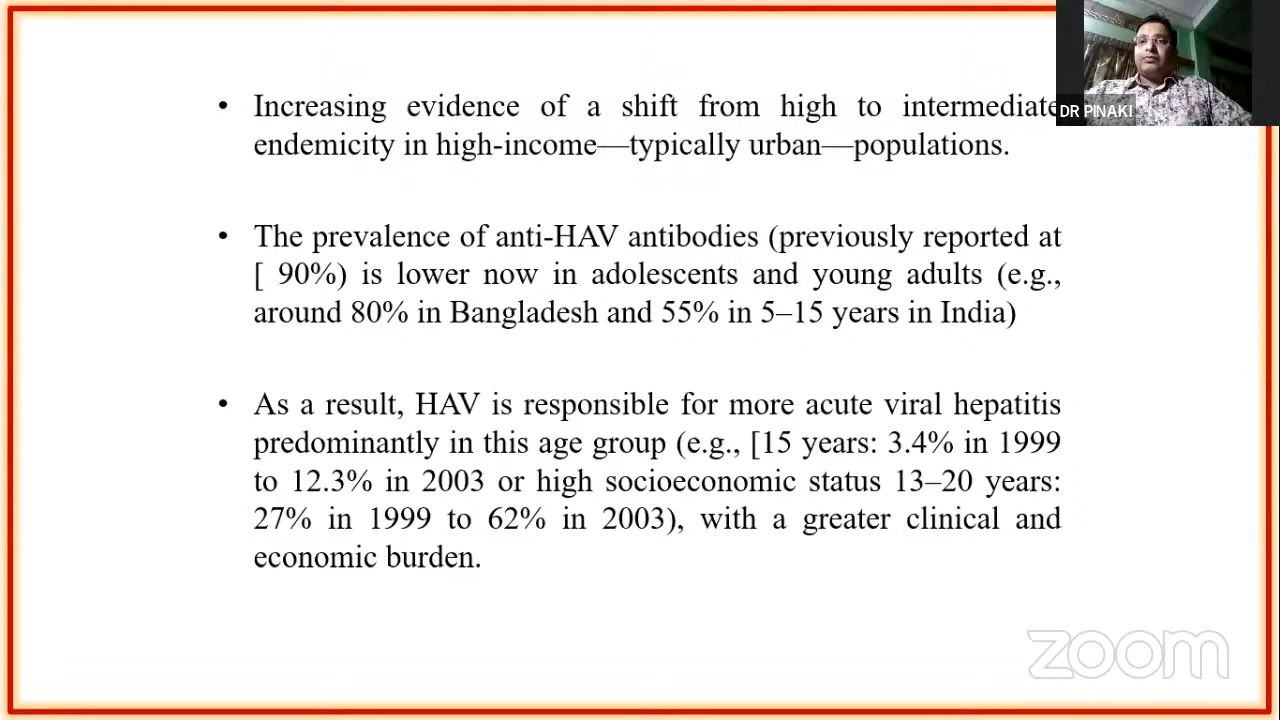 • Increasing evidence of a shift from high to intermediate
endemicity in high-income—typically urban—populations.
• The prevalence of anti-HAV antibodies (previously reported at
[ 90%) is lower now in adolescents and young adults (e.g.,
around 80% in Bangladesh and 55% in 5–15 years in India)
• As a result, HAV is responsible for more acute viral hepatitis
predominantly in this age group (e.g., [15 years: 3.4% in 1999
to 12.3% in 2003 or high socioeconomic status 13–20 years:
27% in 1999 to 62% in 2003), with a greater clinical and
economic burden.
DR PINAKI
zoom